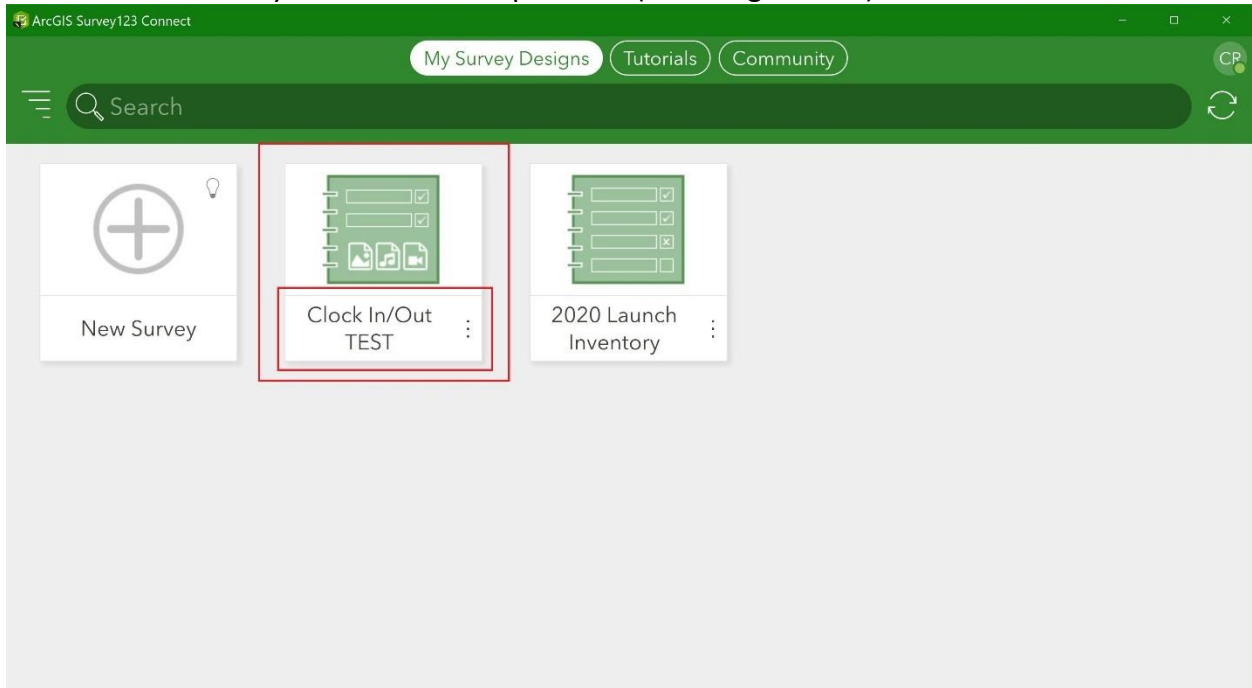 ArcGIS Survey123 Connect
My Survey Designs Tutorials Community
CP
Search
New Survey
Clock In/Out
TEST
2020 Launch
Inventory